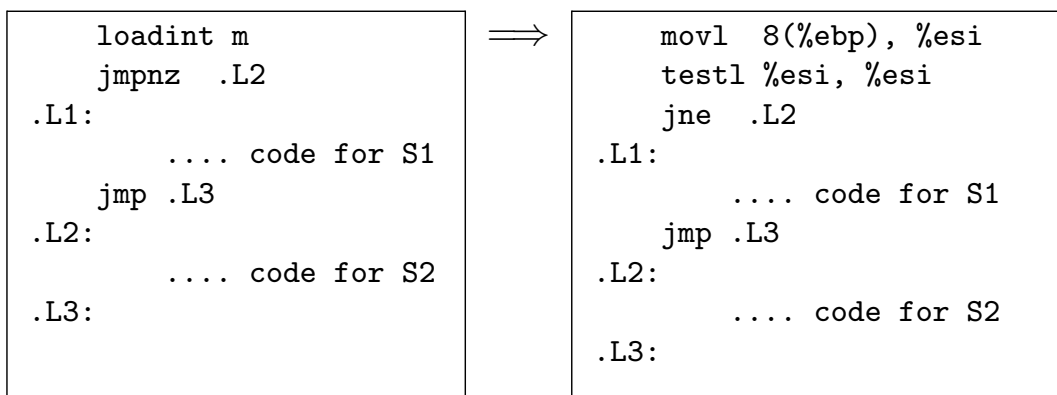 loadint m
jmpnz .L2
.L1:
.... code for S1
jmp .L3
.L2:
.... code for S2
.L3:
⟹
movl 8(%ebp), %esi
testl %esi, %esi
jne .L2
.L1:
.... code for S1
jmp .L3
.L2:
.... code for S2
.L3: